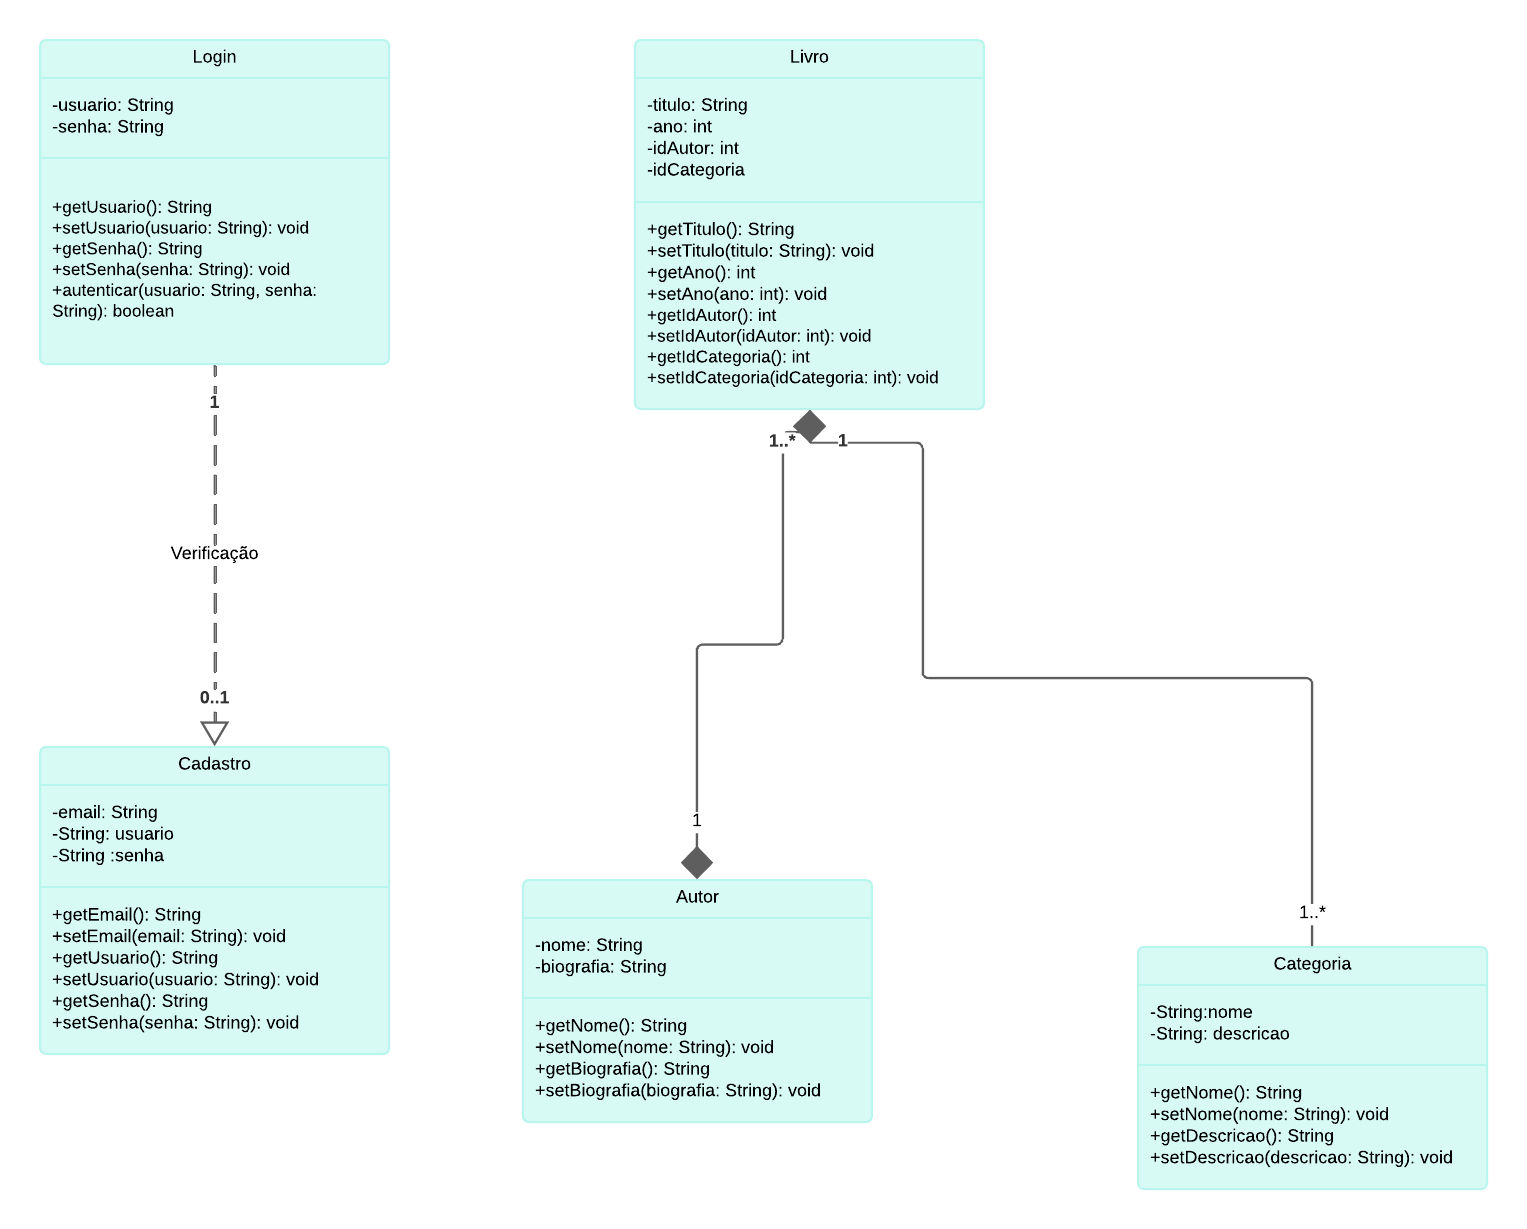 Login
-usuario: String
-senha: String
+getUsuario(): String
+setUsuario(usuario: String): void
+getSenha(): String
+setSenha(senha: String): void
+autenticar(usuario: String, senha:
String): boolean
1
Verificação
0..1
Cadastro
-email: String
-String: usuario
-String :senha
+getEmail(): String
+setEmail(email: String): void
+getUsuario(): String
+setUsuario(usuario: String): void
+getSenha(): String
+setSenha(senha: String): void
Livro
-titulo: String
-ano: int
-idAutor: int
-idCategoria
+getTitulo(): String
+setTitulo(titulo: String): void
+getAno(): int
+setAno(ano: int): void
+getIdAutor(): int
+setIdAutor(idAutor: int): void
+getIdCategoria(): int
+setIdCategoria(idCategoria: int): void
1..*
1
1
Autor
-nome: String
-biografia: String
+getNome(): String
+setNome(nome: String): void
+getBiografia(): String
+setBiografia(biografia: String): void
1..*
Categoria
-String:nome
-String: descricao
+getNome(): String
+setNome(nome: String): void
+getDescricao(): String
+setDescricao(descricao: String): void